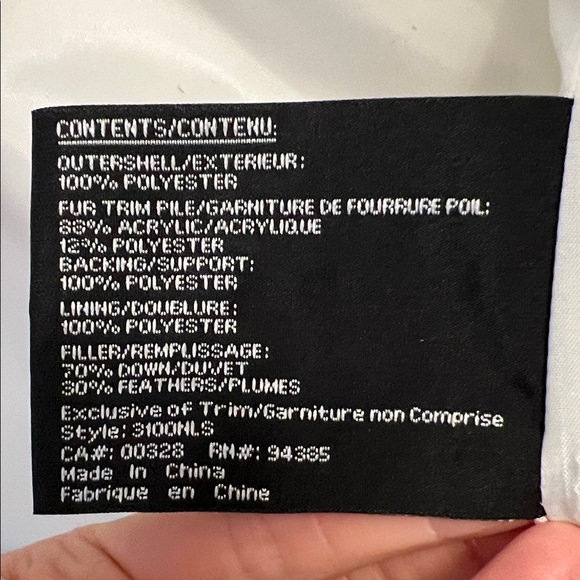 CONTENTS/CONTENU:
OUTERSHELL/EXTERIEUR:
100% POLYESTER
FUR TRIM PILE/GARNITURE DE FOURRURE POIL:
88% ACRYLIC/ACRYLIQUE
12% POLYESTER
BACKING/SUPPORT:
100% POLYESTER
LINING/DOUBLURE:
100% POLYESTER
FILLER/REMPLISSAGE:
70% DOWN/DUVET
30% FEATHERS/PLUMES
Exclusive of Trim/Garniture non Comprise
Style: 3100NLS
CA#: 00328 RN#: 94385
Made In China
Fabrique en Chine